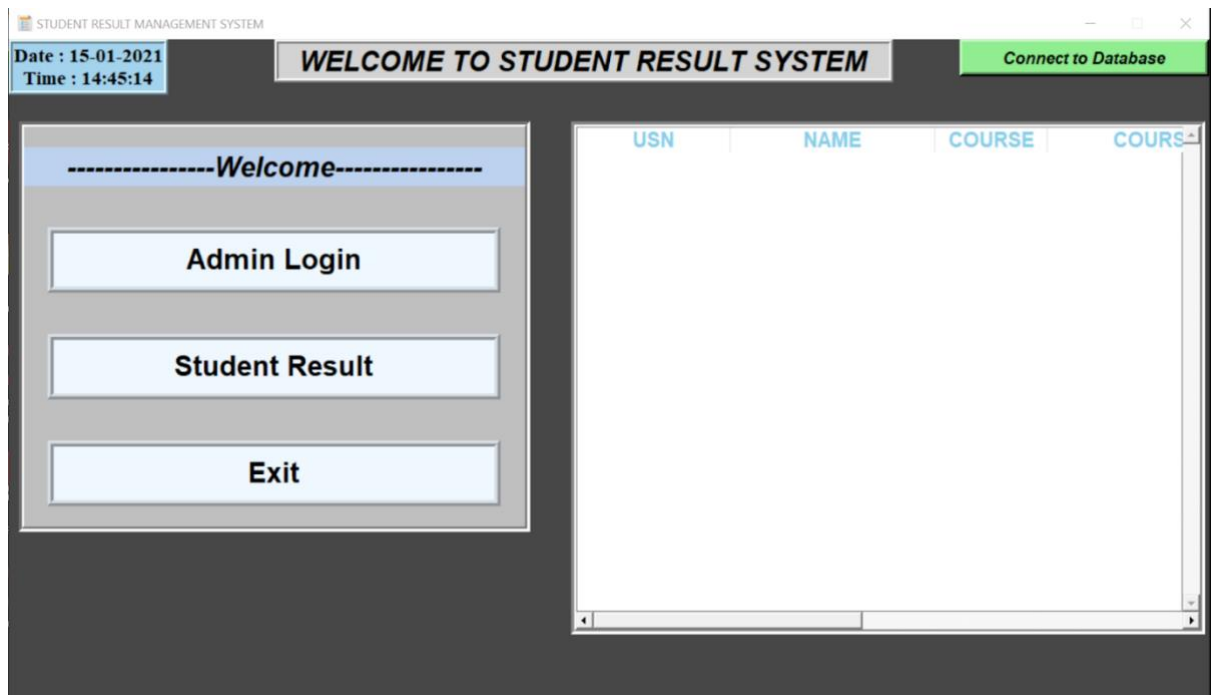 STUDENT RESULT MANAGEMENT SYSTEM
Date : 15-01-2021
Time : 14:45:14
WELCOME TO STUDENT RESULT SYSTEM
Connect to Database
----------------Welcome----------------
Admin Login
Student Result
Exit
USN NAME COURSE COURS